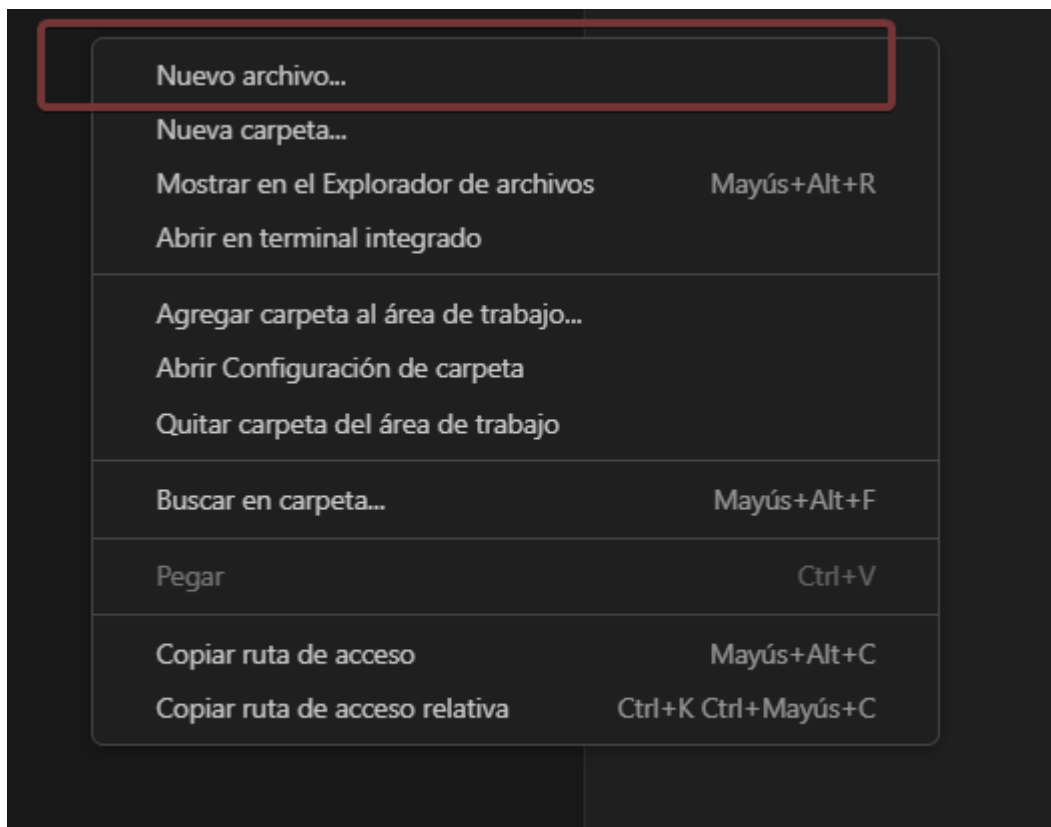 Nuevo archivo...
Nueva carpeta...
Mostrar en el Explorador de archivos Mayús+Alt+R
Abrir en terminal integrado
Agregar carpeta al área de trabajo...
Abrir Configuración de carpeta
Quitar carpeta del área de trabajo
Buscar en carpeta... Mayús+Alt+F
Pegar Ctrl+V
Copiar ruta de acceso Mayús+Alt+C
Copiar ruta de acceso relativa Ctrl+K Ctrl+Mayús+C